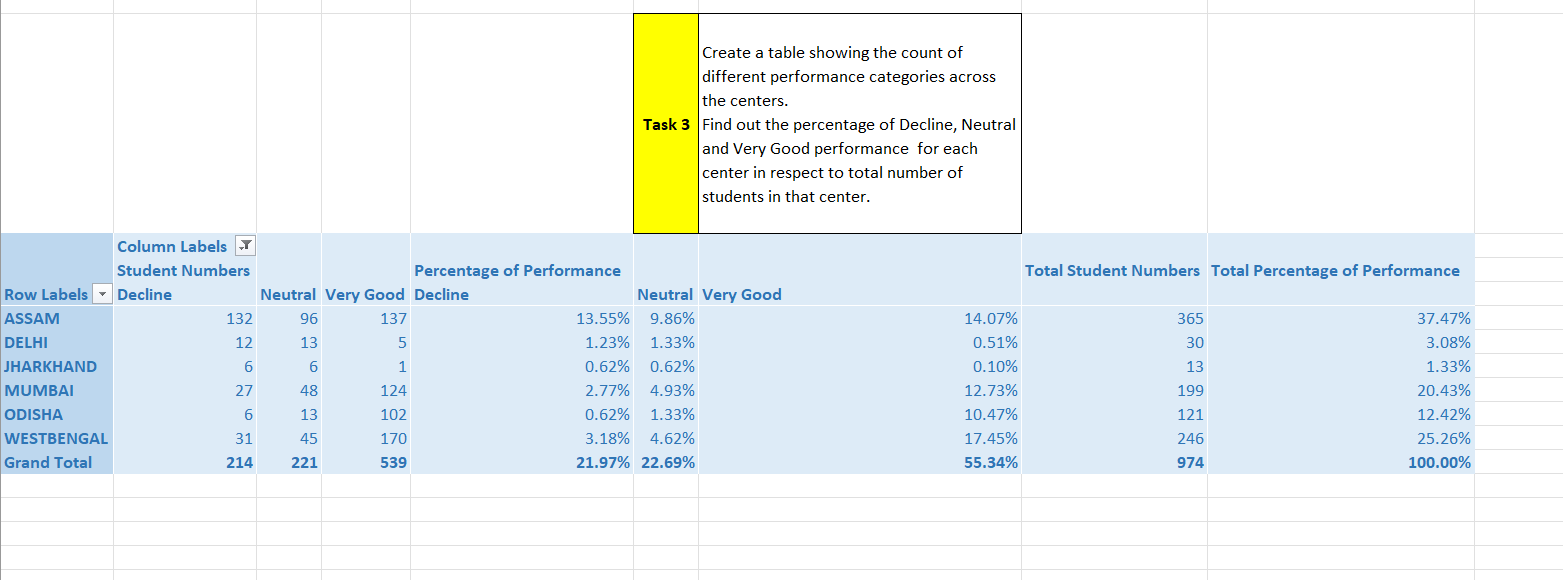 Task 3
Create a table showing the count of
different performance categories across
the centers.
Find out the percentage of Decline, Neutral
and Very Good performance  for each
center in respect to total number of
students in that center.
Column Labels
Student Numbers Percentage of Performance Total Student Numbers Total Percentage of Performance
Row Labels Decline Neutral Very Good Decline Neutral Very Good
ASSAM 132 96 137 13.55% 9.86% 14.07% 365 37.47%
DELHI 12 13 5 1.23% 1.33% 0.51% 30 3.08%
JHARKHAND 6 6 1 0.62% 0.62% 0.10% 13 1.33%
MUMBAI 27 48 124 2.77% 4.93% 12.73% 199 20.43%
ODISHA 6 13 102 0.62% 1.33% 10.47% 121 12.42%
WESTBENGAL 31 45 170 3.18% 4.62% 17.45% 246 25.26%
Grand Total 214 221 539 21.97% 22.69% 55.34% 974 100.00%